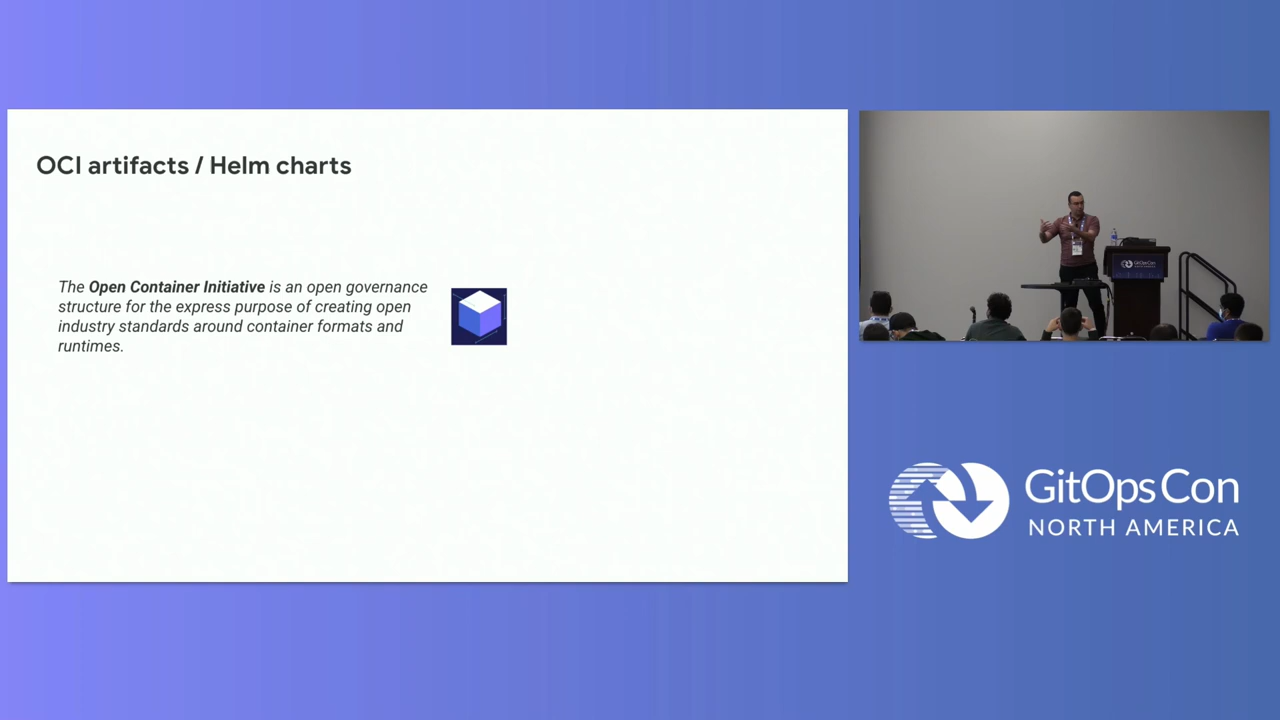 OCI artifacts / Helm charts
The Open Container Initiative is an open governance
structure for the express purpose of creating open
industry standards around container formats and
runtimes.
GitOpsCon
GitOpsCon
NORTH AMERICA